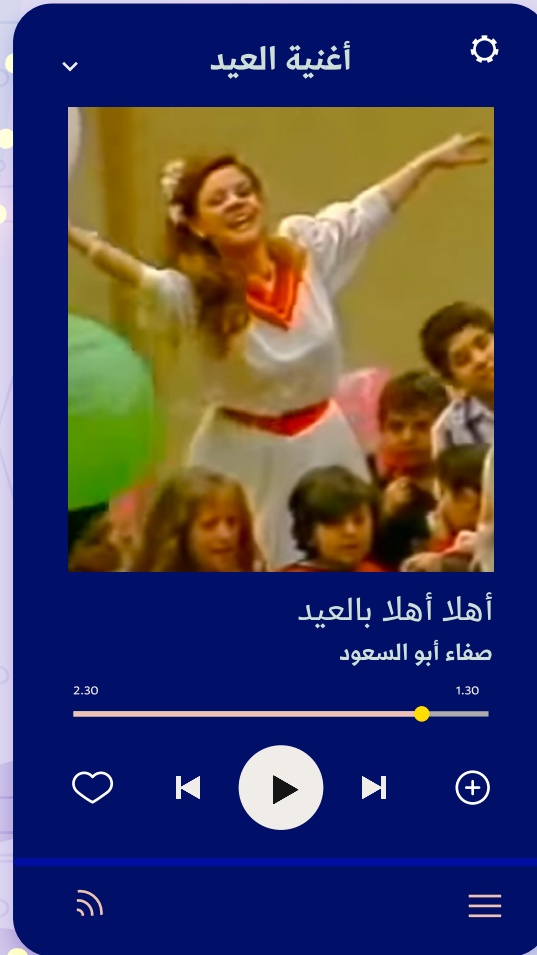 أغنية العيد
أهلا أهلا بالعيد
صفاء أبو السعود
2.30
1.30